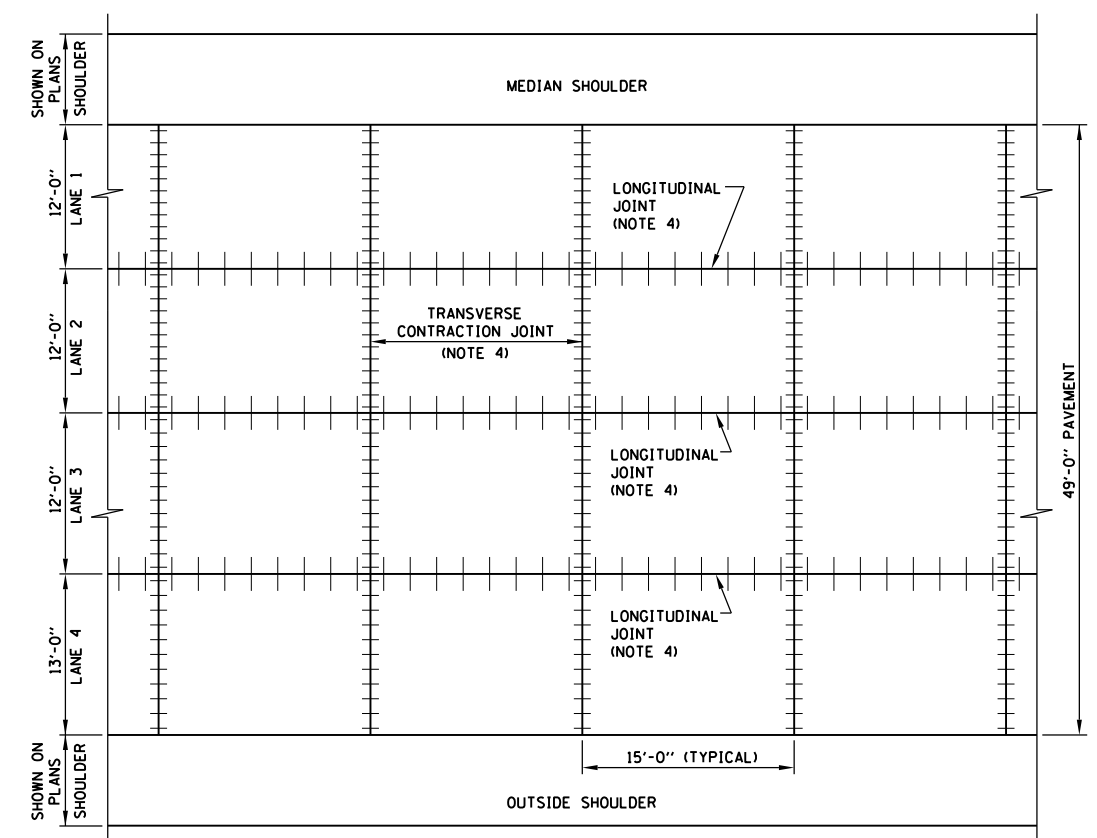 SHOWN ON
PLANS
SHOULDER
MEDIAN SHOULDER
12'-0"
LANE 1
LONGITUDINAL
JOINT
(NOTE 4)
12'-0"
LANE 2
TRANSVERSE
CONTRACTION JOINT
(NOTE 4)
49'-0" PAVEMENT
12'-0"
LANE 3
LONGITUDINAL
JOINT
(NOTE 4)
13'-0"
LANE 4
LONGITUDINAL
JOINT
(NOTE 4)
SHOWN ON
PLANS
SHOULDER
15'-0" (TYPICAL)
OUTSIDE SHOULDER